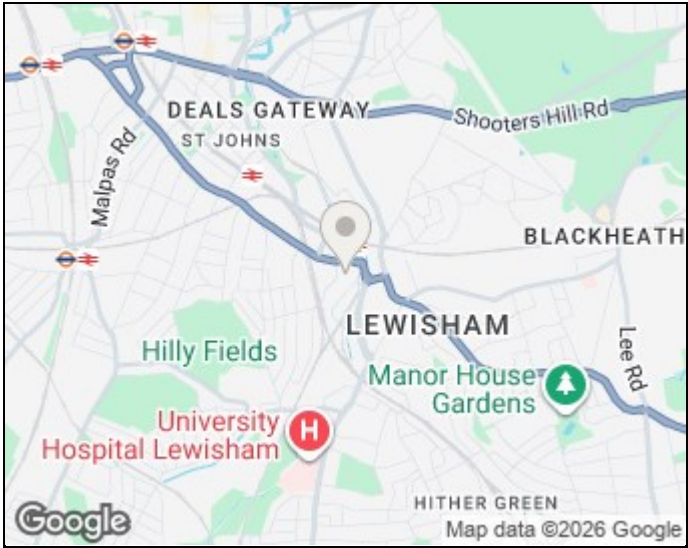 DEALS GATEWAY
Shooters Hill Rd
ST JOHNS
Malpas Rd
BLACKHEATH
LEWISHAM
Lee Rd
Hilly Fields
Manor House
Gardens
University
Hospital Lewisham
H
HITHER GREEN
Google
Map data ©2026 Google